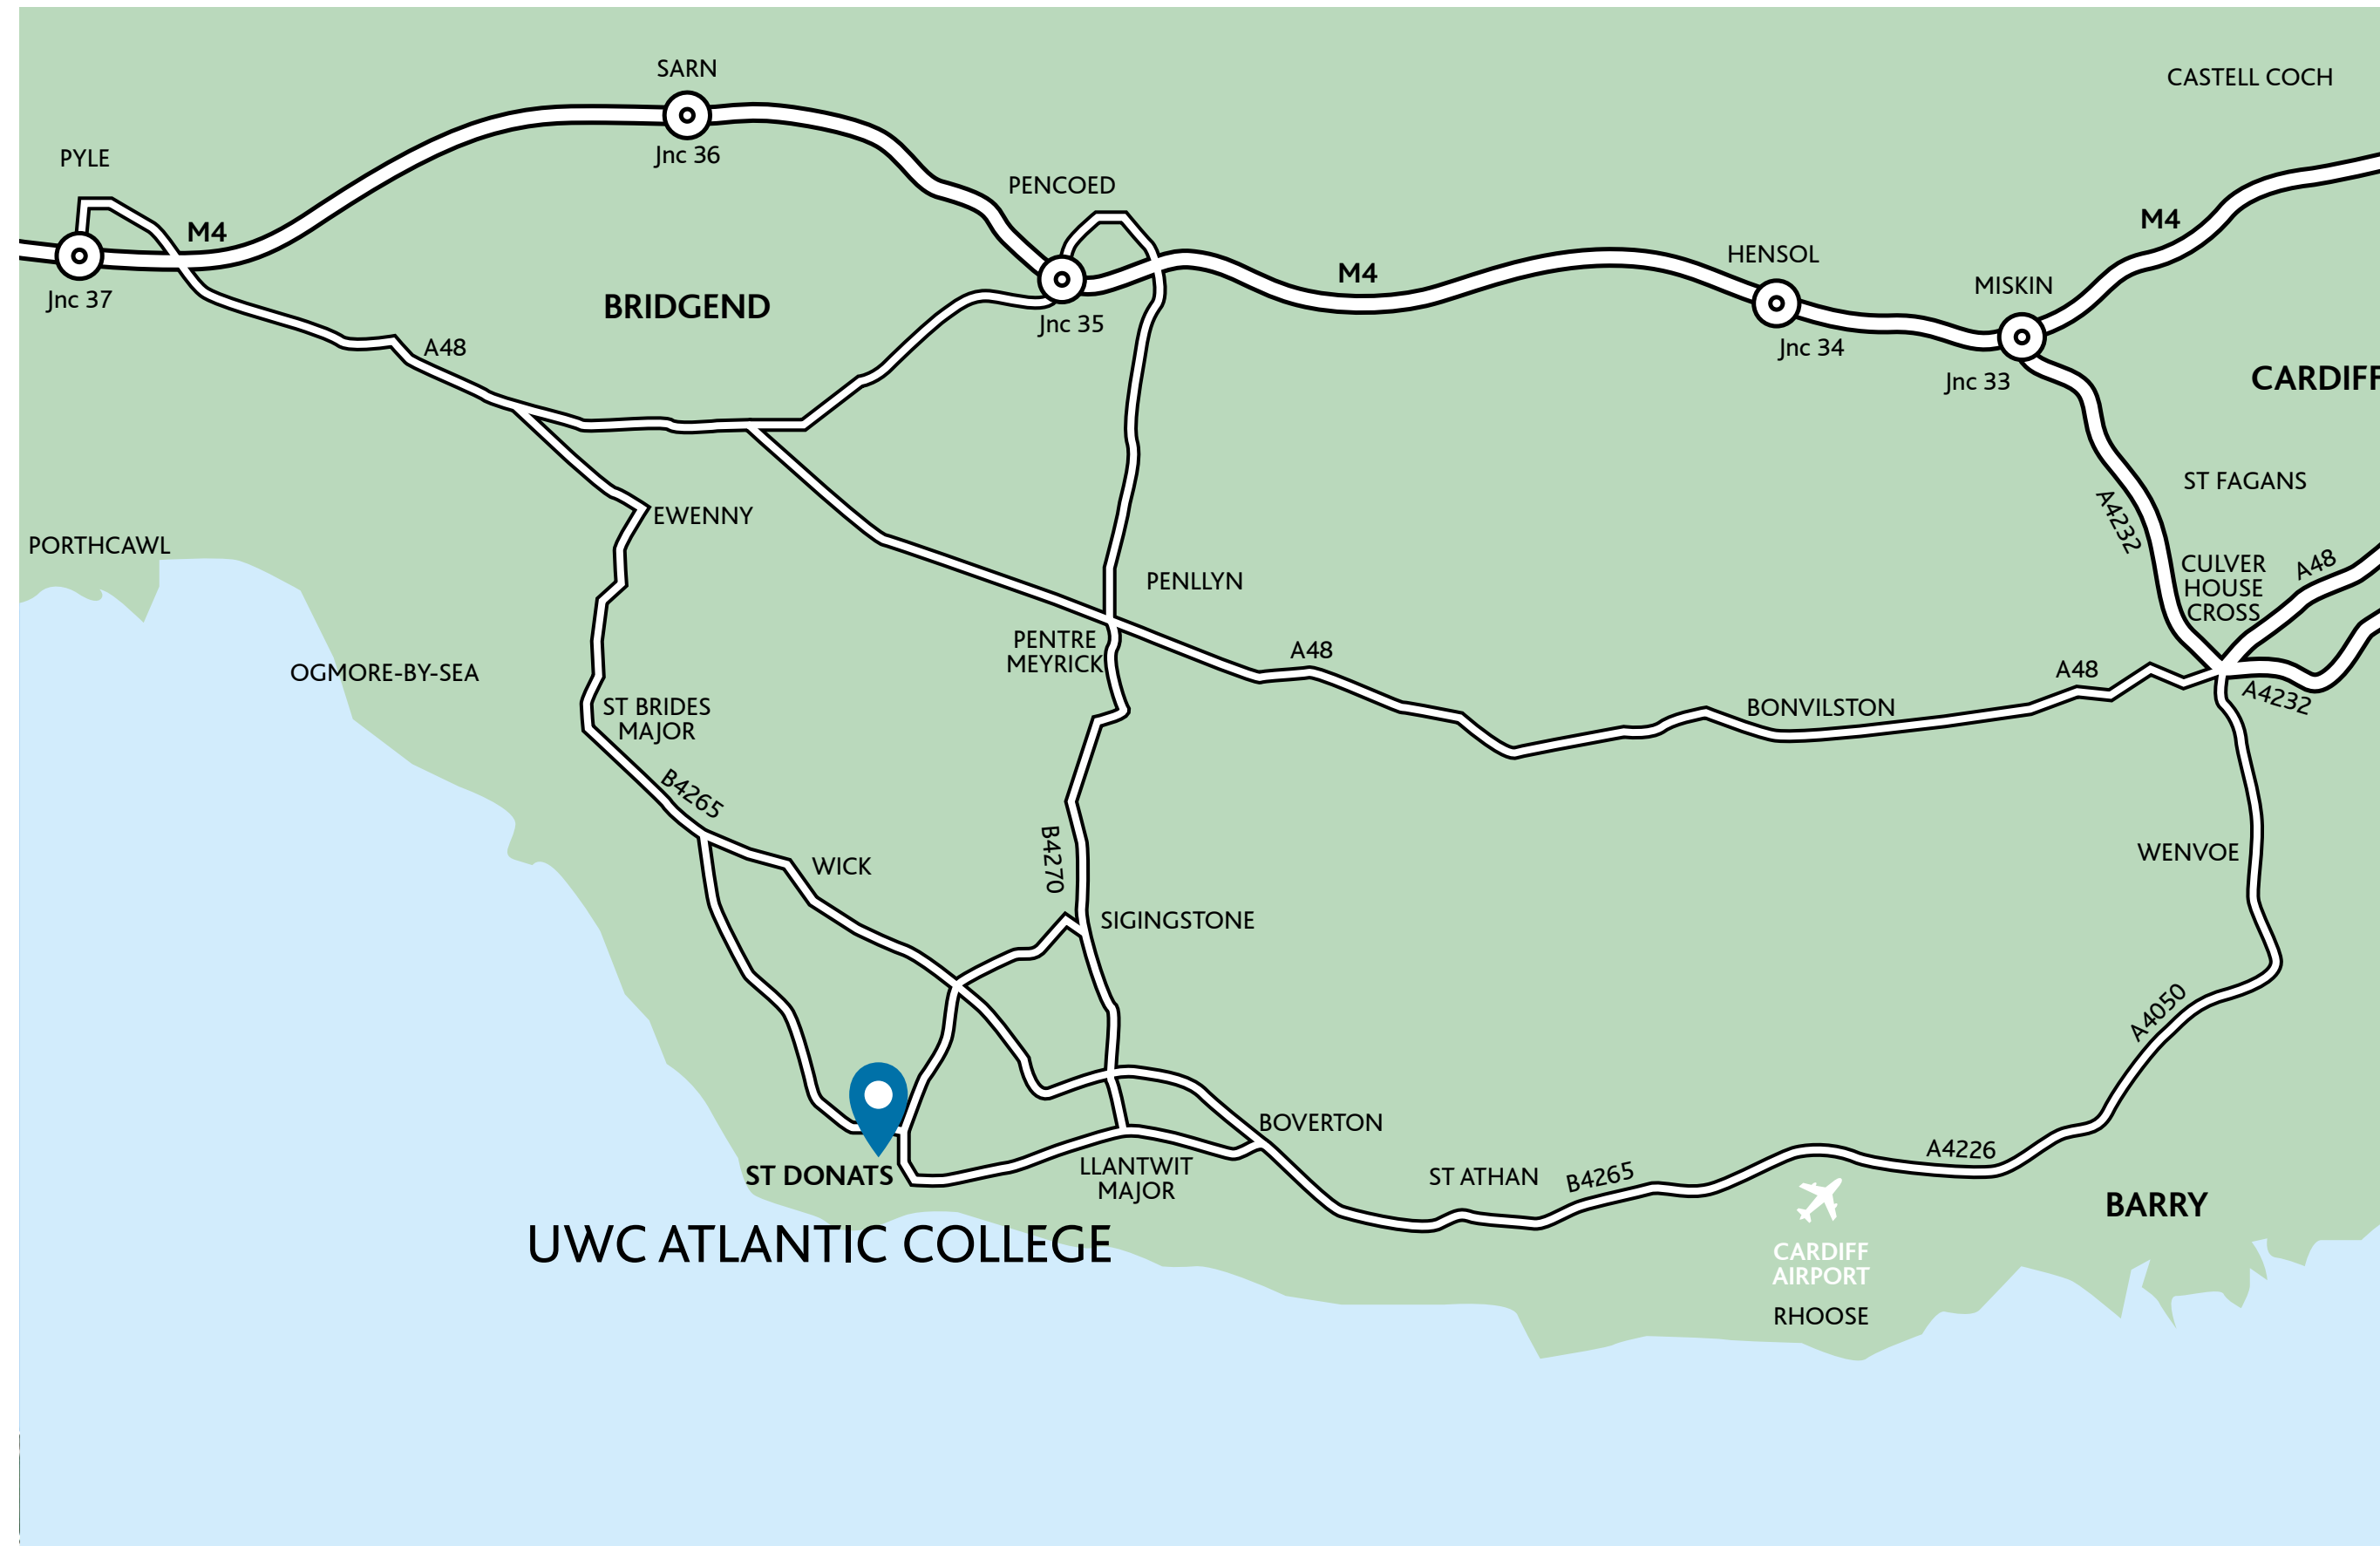 SARN
CASTELL COCH
Jnc 36
PYLE
PENCOED
M4
M4
HENSOL
M4
MISKIN
Jnc 37
BRIDGEND
Jnc 35
A48
Jnc 34
Jnc 33
CARDIFF
ST FAGANS
EWENNY
A4232
PORTHCAWL
CULVER
HOUSE
CROSS
A48
PENLLYN
PENTRE
MEYRICK
A48
OGMORE-BY-SEA
A48
A4232
ST BRIDES
MAJOR
BONVILSTON
B4265
WENVOE
B4270
WICK
SIGINGSTONE
A4050
BOVERTON
A4226
LLANTWIT
MAJOR
ST DONATS
ST ATHAN
B4265
BARRY
UWC ATLANTIC COLLEGE
CARDIFF
AIRPORT
RHOOSE